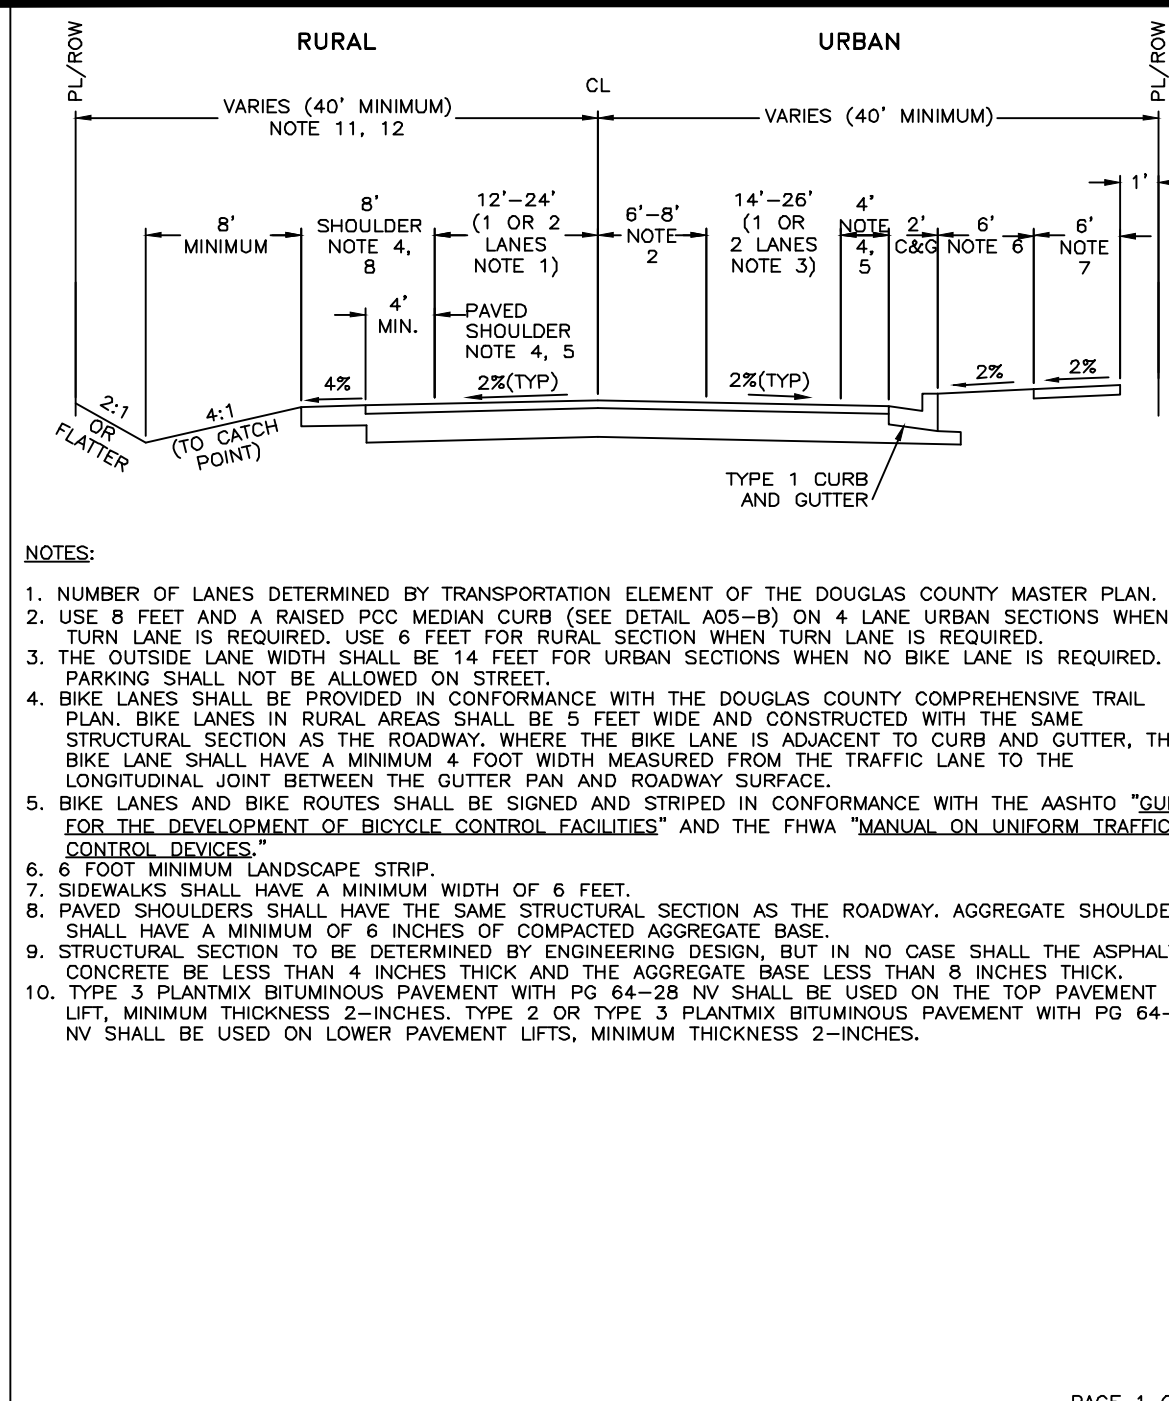 RURAL
URBAN
PL/ROW
PL/ROW
CL
VARIES (40' MINIMUM)
NOTE 11, 12
VARIES (40' MINIMUM)
8'
MINIMUM
8'
SHOULDER
NOTE 4,
8
12'-24'
(1 OR 2
LANES
NOTE 1)
6'-8'
NOTE
2
14'-26'
(1 OR
2 LANES
NOTE 3)
4'
NOTE
4,
5
2'
C&G
6'
NOTE 6
6'
NOTE
7
1'
4'
MIN.
PAVED
SHOULDER
NOTE 4, 5
4%
2%(TYP)
2%(TYP)
2%
2%
2:1
OR
FLATTER
4:1
(TO CATCH
POINT)
TYPE 1 CURB
AND GUTTER
NOTES:
1. NUMBER OF LANES DETERMINED BY TRANSPORTATION ELEMENT OF THE DOUGLAS COUNTY MASTER PLAN.
2. USE 8 FEET AND A RAISED PCC MEDIAN CURB (SEE DETAIL A05-B) ON 4 LANE URBAN SECTIONS WHEN
TURN LANE IS REQUIRED. USE 6 FEET FOR RURAL SECTION WHEN TURN LANE IS REQUIRED.
3. THE OUTSIDE LANE WIDTH SHALL BE 14 FEET FOR URBAN SECTIONS WHEN NO BIKE LANE IS REQUIRED.
PARKING SHALL NOT BE ALLOWED ON STREET.
4. BIKE LANES SHALL BE PROVIDED IN CONFORMANCE WITH THE DOUGLAS COUNTY COMPREHENSIVE TRAIL
PLAN. BIKE LANES IN RURAL AREAS SHALL BE 5 FEET WIDE AND CONSTRUCTED WITH THE SAME
STRUCTURAL SECTION AS THE ROADWAY. WHERE THE BIKE LANE IS ADJACENT TO CURB AND GUTTER,
BIKE LANE SHALL HAVE A MINIMUM 4 FOOT WIDTH MEASURED FROM THE TRAFFIC LANE TO THE
LONGITUDINAL JOINT BETWEEN THE GUTTER PAN AND ROADWAY SURFACE.
5. BIKE LANES AND BIKE ROUTES SHALL BE SIGNED AND STRIPED IN CONFORMANCE WITH THE AASHTO
FOR THE DEVELOPMENT OF BICYCLE CONTROL FACILITIES" AND THE FHWA "MANUAL ON UNIFORM TRAFFIC
CONTROL DEVICES."
6. 6 FOOT MINIMUM LANDSCAPE STRIP.
7. SIDEWALKS SHALL HAVE A MINIMUM WIDTH OF 6 FEET.
8. PAVED SHOULDERS SHALL HAVE THE SAME STRUCTURAL SECTION AS THE ROADWAY. AGGREGATE
SHALL HAVE A MINIMUM OF 6 INCHES OF COMPACTED AGGREGATE BASE.
9. STRUCTURAL SECTION TO BE DETERMINED BY ENGINEERING DESIGN, BUT IN NO CASE SHALL THE
CONCRETE BE LESS THAN 4 INCHES THICK AND THE AGGREGATE BASE LESS THAN 8 INCHES THICK.
10. TYPE 3 PLANTMIX BITUMINOUS PAVEMENT WITH PG 64-28 NV SHALL BE USED ON THE TOP PAVEMENT
LIFT, MINIMUM THICKNESS 2-INCHES. TYPE 2 OR TYPE 3 PLANTMIX BITUMINOUS PAVEMENT WITH PG
NV SHALL BE USED ON LOWER PAVEMENT LIFTS, MINIMUM THICKNESS 2-INCHES.
PAGE 1